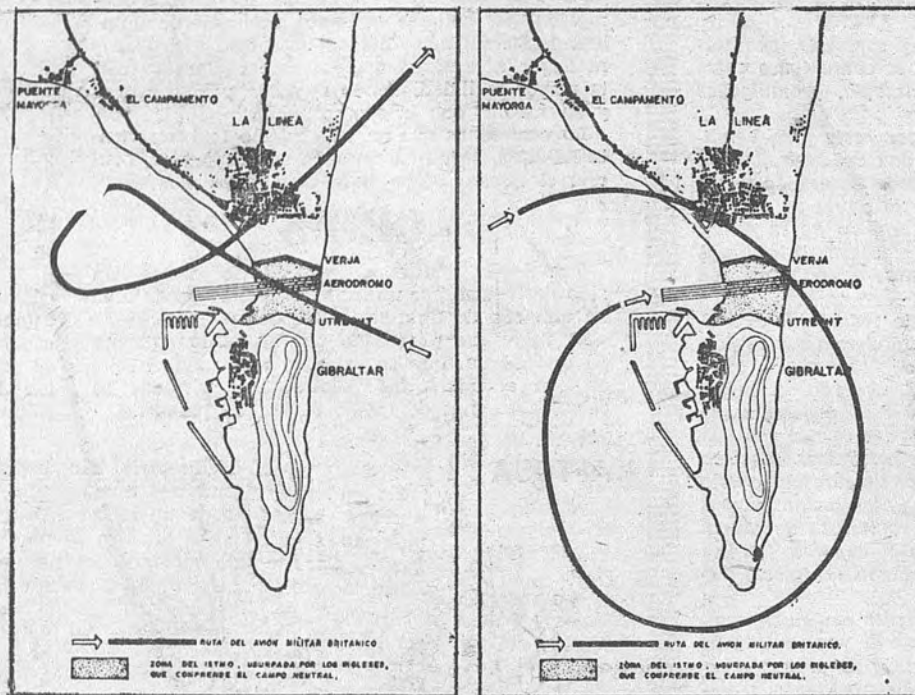 PUENTE
MAYORGA
EL CAMPAMENTO
LA LINEA
VERJA
AERODROMO
UTRECHT
GIBRALTAR
RUTA DEL AVION MILITAR BRITANICO
ZONA DEL ISTMO, USURPADA POR LOS INGLESES,
QUE COMPRENDE EL CAMPO NEUTRAL.
PUENTE
MAYORGA
EL CAMPAMENTO
LA LINEA
VERJA
AERODROMO
UTRECHT
GIBRALTAR
RUTA DEL AVION MILITAR BRITANICO.
ZONA DEL ISTMO, USURPADA POR LOS INGLESES,
QUE COMPRENDE EL CAMPO NEUTRAL.